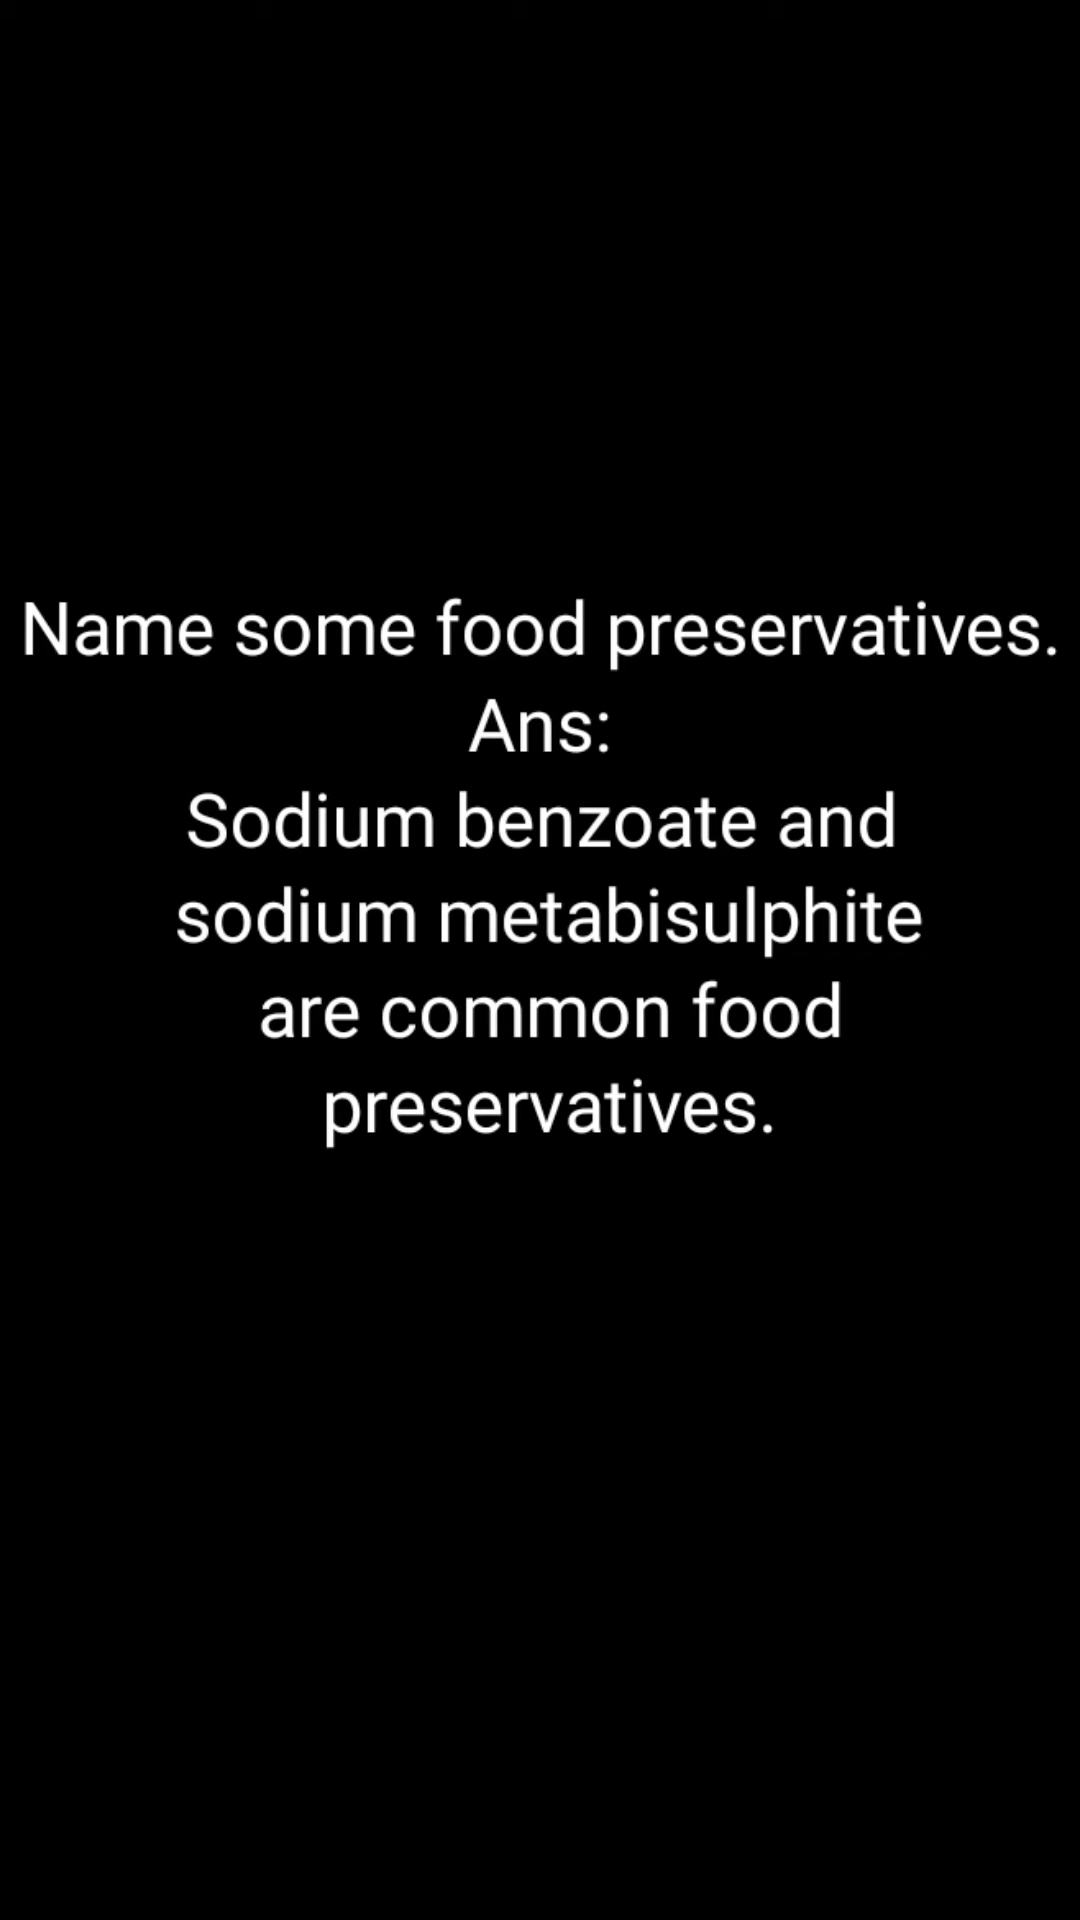 Name some food preservatives.
Ans:
Sodium benzoate and
sodium metabisulphite
are common food
preservatives.